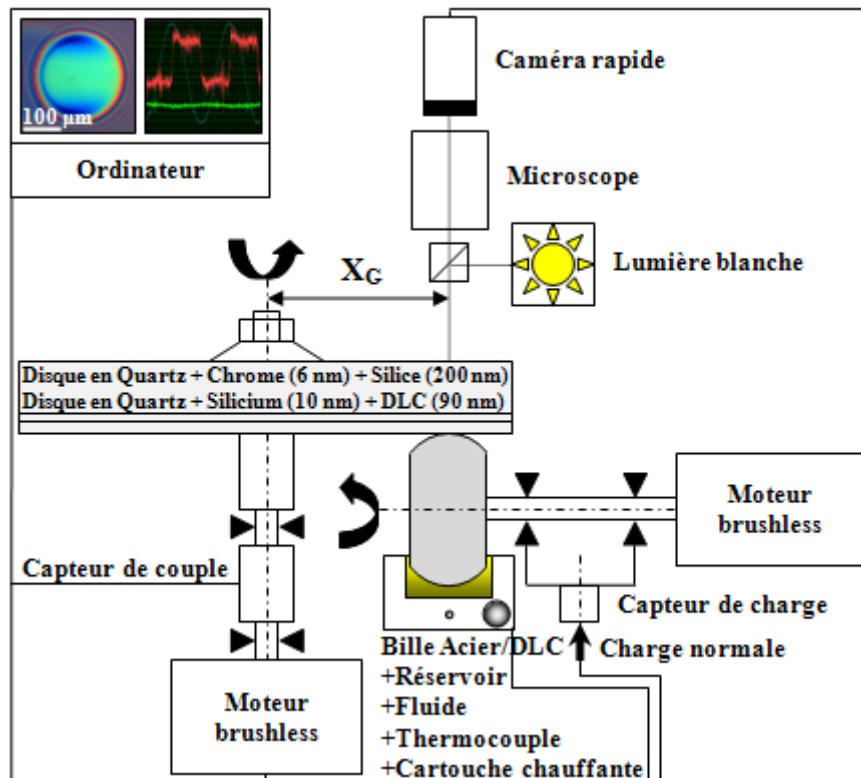 100 µm
Ordinateur
Caméra rapide
Microscope
Lumière blanche
X_G
Disque en Quartz + Chrome (6 nm) + Silice (200 nm)
Disque en Quartz + Silicium (10 nm) + DLC (90 nm)
Moteur
brushless
Capteur de couple
Capteur de charge
Charge normale
Bille Acier/DLC
+Réservoir
+Fluide
+Thermocouple
+Cartouche chauffante
Moteur
brushless